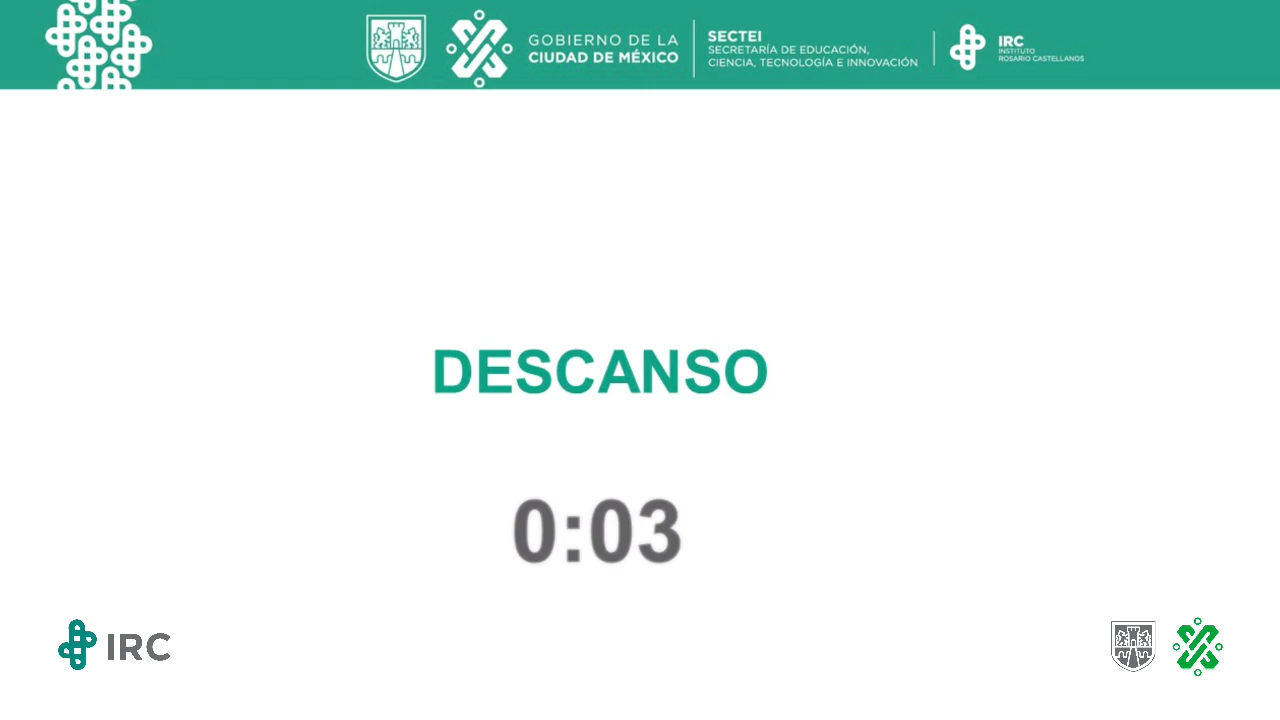 GOBIERNO DE LA
CIUDAD DE MÉXICO
SECTEI
SECRETARÍA DE EDUCACIÓN,
CIENCIA, TECNOLOGÍA E INNOVACIÓN
IRC
INSTITUTO
ROSARIO CASTELLANOS
DESCANSO
0:03
IRC